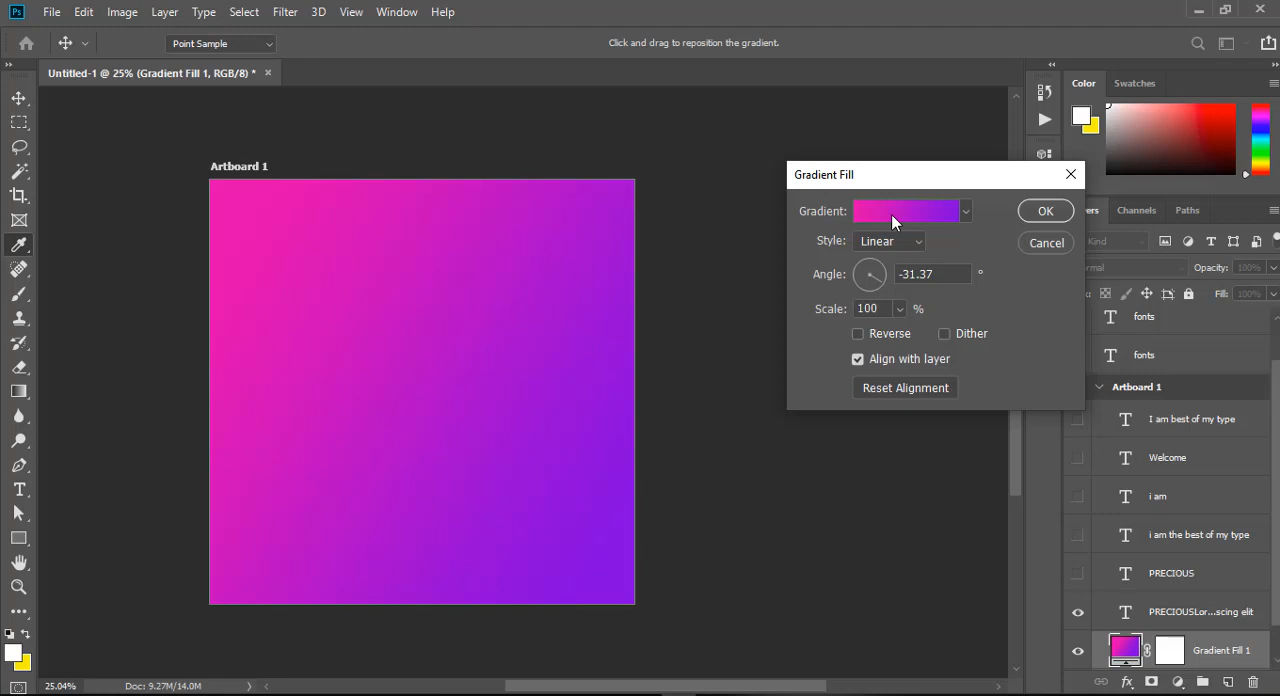 Ps File Edit Image Layer Type Select Filter 3D View Window Help
Point Sample Click and drag to reposition the gradient.
Untitled-1 @ 25% (Gradient Fill 1, RGB/8) * ×
Color Swatches
Artboard 1
Gradient Fill
Gradient: OK
Style: Linear Cancel
Angle: -31.37 °
Scale: 100 %
Reverse Dither
Align with layer
Reset Alignment
Channels Paths
Kind
Opacity: 100%
Fill: 100%
T fonts
T fonts
Artboard 1
T I am best of my type
T Welcome
T i am
T i am the best of my type
T PRECIOUS
T PRECIOUSLor...scing elit
Gradient Fill 1
25.04% Doc: 9.27M/14.0M